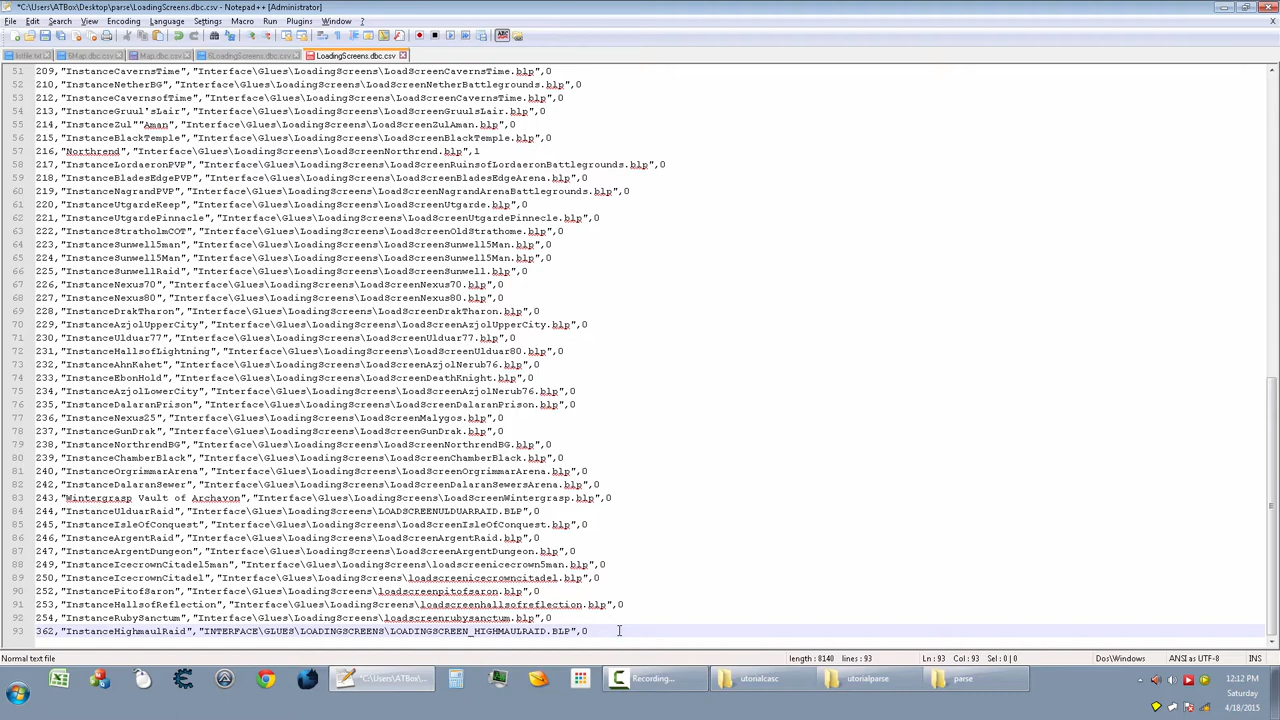 *C:\Users\ATBox\Desktop\parse\LoadingScreens.dbc.csv - Notepad++ [Administrator]
File Edit Search View Encoding Language Settings Macro Run Plugins Window ?
listfile.txt 6Map.dbc.csv Map.dbc.csv 6LoadingScreens.dbc.csv LoadingScreens.dbc.csv
51 209,"InstanceCavernsTime","Interface\Glues\LoadingScreens\LoadScreenCavernsTime.blp",0
52 210,"InstanceNetherBG","Interface\Glues\LoadingScreens\LoadScreenNetherBattlegrounds.blp",0
53 212,"InstanceCavernsofTime","Interface\Glues\LoadingScreens\LoadScreenCavernsTime.blp",0
54 213,"InstanceGruul'sLair","Interface\Glues\LoadingScreens\LoadScreenGruulsLair.blp",0
55 214,"InstanceZul""Aman","Interface\Glues\LoadingScreens\LoadScreenZulAman.blp",0
56 215,"InstanceBlackTemple","Interface\Glues\LoadingScreens\LoadScreenBlackTemple.blp",0
57 216,"Northrend","Interface\Glues\LoadingScreens\LoadScreenNorthrend.blp",1
58 217,"InstanceLordaeronPVP","Interface\Glues\LoadingScreens\LoadScreenRuinsofLordaeronBattlegrounds.blp",0
59 218,"InstanceBladesEdgePVP","Interface\Glues\LoadingScreens\LoadScreenBladesEdgeArena.blp",0
60 219,"InstanceNagrandPVP","Interface\Glues\LoadingScreens\LoadScreenNagrandArenaBattlegrounds.blp",0
61 220,"InstanceUtgardeKeep","Interface\Glues\LoadingScreens\LoadScreenUtgarde.blp",0
62 221,"InstanceUtgardePinnacle","Interface\Glues\LoadingScreens\LoadScreenUtgardePinnecle.blp",0
63 222,"InstanceStratholmCOT","Interface\Glues\LoadingScreens\LoadScreenOldStrathome.blp",0
64 223,"InstanceSunwell5man","Interface\Glues\LoadingScreens\LoadScreenSunwell5Man.blp",0
65 224,"InstanceSunwell5Man","Interface\Glues\LoadingScreens\LoadScreenSunwell5Man.blp",0
66 225,"InstanceSunwellRaid","Interface\Glues\LoadingScreens\LoadScreenSunwell.blp",0
67 226,"InstanceNexus70","Interface\Glues\LoadingScreens\LoadScreenNexus70.blp",0
68 227,"InstanceNexus80","Interface\Glues\LoadingScreens\LoadScreenNexus80.blp",0
69 228,"InstanceDrakTharon","Interface\Glues\LoadingScreens\LoadScreenDrakTharon.blp",0
70 229,"InstanceAzjolUpperCity","Interface\Glues\LoadingScreens\LoadScreenAzjolUpperCity.blp",0
71 230,"InstanceUlduar77","Interface\Glues\LoadingScreens\LoadScreenUlduar77.blp",0
72 231,"InstanceHallsofLightning","Interface\Glues\LoadingScreens\LoadScreenUlduar80.blp",0
73 232,"InstanceAhnKahet","Interface\Glues\LoadingScreens\LoadScreenAzjolNerub76.blp",0
74 233,"InstanceEbonHold","Interface\Glues\LoadingScreens\LoadScreenDeathKnight.blp",0
75 234,"InstanceAzjolLowerCity","Interface\Glues\LoadingScreens\LoadScreenAzjolNerub76.blp",0
76 235,"InstanceDalaranPrison","Interface\Glues\LoadingScreens\LoadScreenDalaranPrison.blp",0
77 236,"InstanceNexus25","Interface\Glues\LoadingScreens\LoadScreenMalygos.blp",0
78 237,"InstanceGunDrak","Interface\Glues\LoadingScreens\LoadScreenGunDrak.blp",0
79 238,"InstanceNorthrendBG","Interface\Glues\LoadingScreens\LoadScreenNorthrendBG.blp",0
80 239,"InstanceChamberBlack","Interface\Glues\LoadingScreens\LoadScreenChamberBlack.blp",0
81 240,"InstanceOrgrimmarArena","Interface\Glues\LoadingScreens\LoadScreenOrgrimmarArena.blp",0
82 242,"InstanceDalaranSewer","Interface\Glues\LoadingScreens\LoadScreenDalaranSewersArena.blp",0
83 243,"Wintergrasp Vault of Archavon","Interface\Glues\LoadingScreens\LoadScreenWintergrasp.blp",0
84 244,"InstanceUlduarRaid","Interface\Glues\LoadingScreens\LOADSCREENULDUARRAID.BLP",0
85 245,"InstanceIsleOfConquest","Interface\Glues\LoadingScreens\LoadScreenIsleOfConquest.blp",0
86 246,"InstanceArgentRaid","Interface\Glues\LoadingScreens\LoadScreenArgentRaid.blp",0
87 247,"InstanceArgentDungeon","Interface\Glues\LoadingScreens\LoadScreenArgentDungeon.blp",0
88 249,"InstanceIcecrownCitadel5man","Interface\Glues\LoadingScreens\loadscreenicecrown5man.blp",0
89 250,"InstanceIcecrownCitadel","Interface\Glues\LoadingScreens\loadscreenicecrowncitadel.blp",0
90 252,"InstancePitofSaron","Interface\Glues\LoadingScreens\loadscreenpitofsaron.blp",0
91 253,"InstanceHallsofReflection","Interface\Glues\LoadingScreens\loadscreenhallsofreflection.blp",0
92 254,"InstanceRubySanctum","Interface\Glues\LoadingScreens\loadscreenrubysanctum.blp",0
93 362,"InstanceHighmaulRaid","INTERFACE\GLUES\LOADINGSCREENS\LOADINGSCREEN_HIGHMAULRAID.BLP",0
Normal text file length : 8140 lines : 93 Ln : 93 Col : 93 Sel : 0 | 0 Dos\Windows ANSI as UTF-8 INS
*C:\Users\ATBox\... Recording... utorialcasc utorialparse parse
12:12 PM
Saturday
4/18/2015